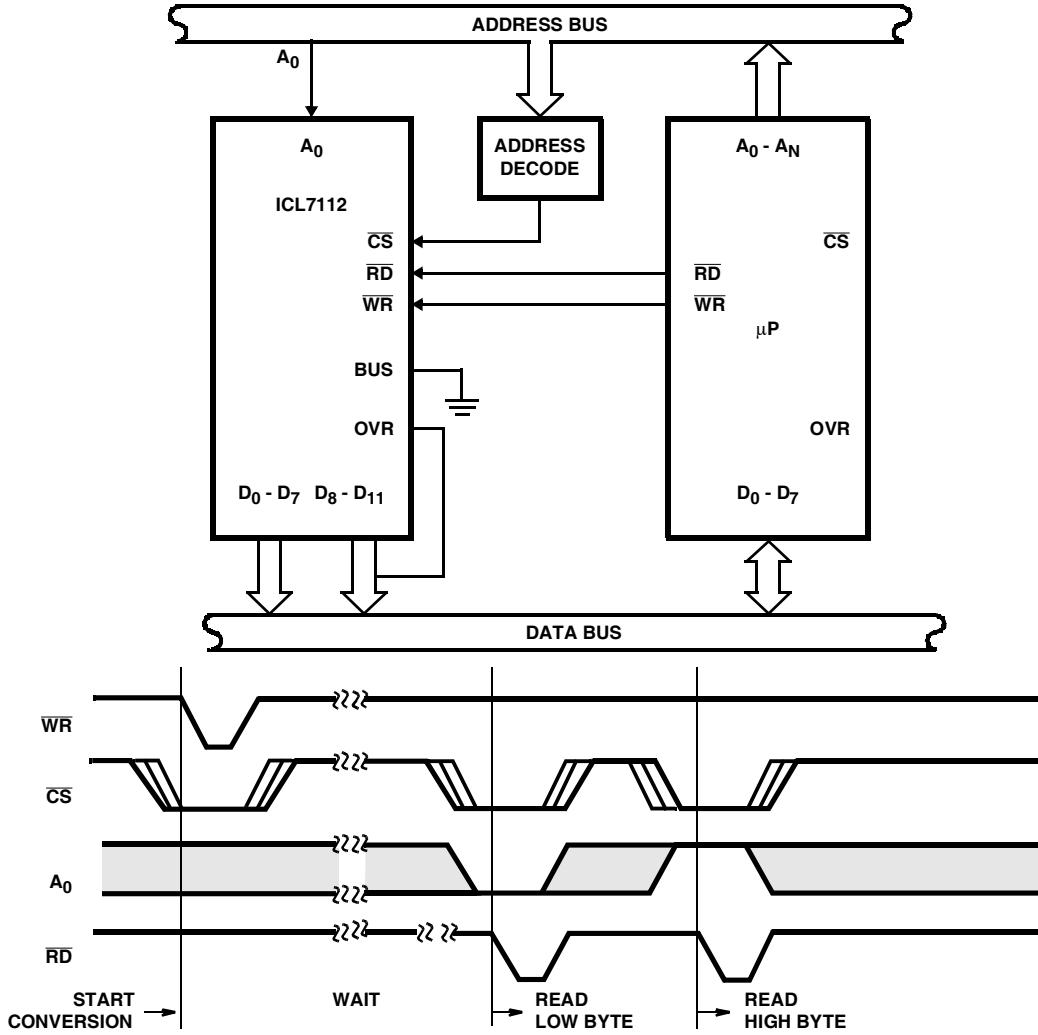 ADDRESS BUS
A0
A0
ICL7112
CS
RD
WR
BUS
OVR
D0 - D7 D8 - D11
ADDRESS
DECODE
A0 - AN
CS
RD
WR
μP
OVR
D0 - D7
DATA BUS
WR
CS
A0
RD
START
CONVERSION
WAIT
READ
LOW BYTE
READ
HIGH BYTE